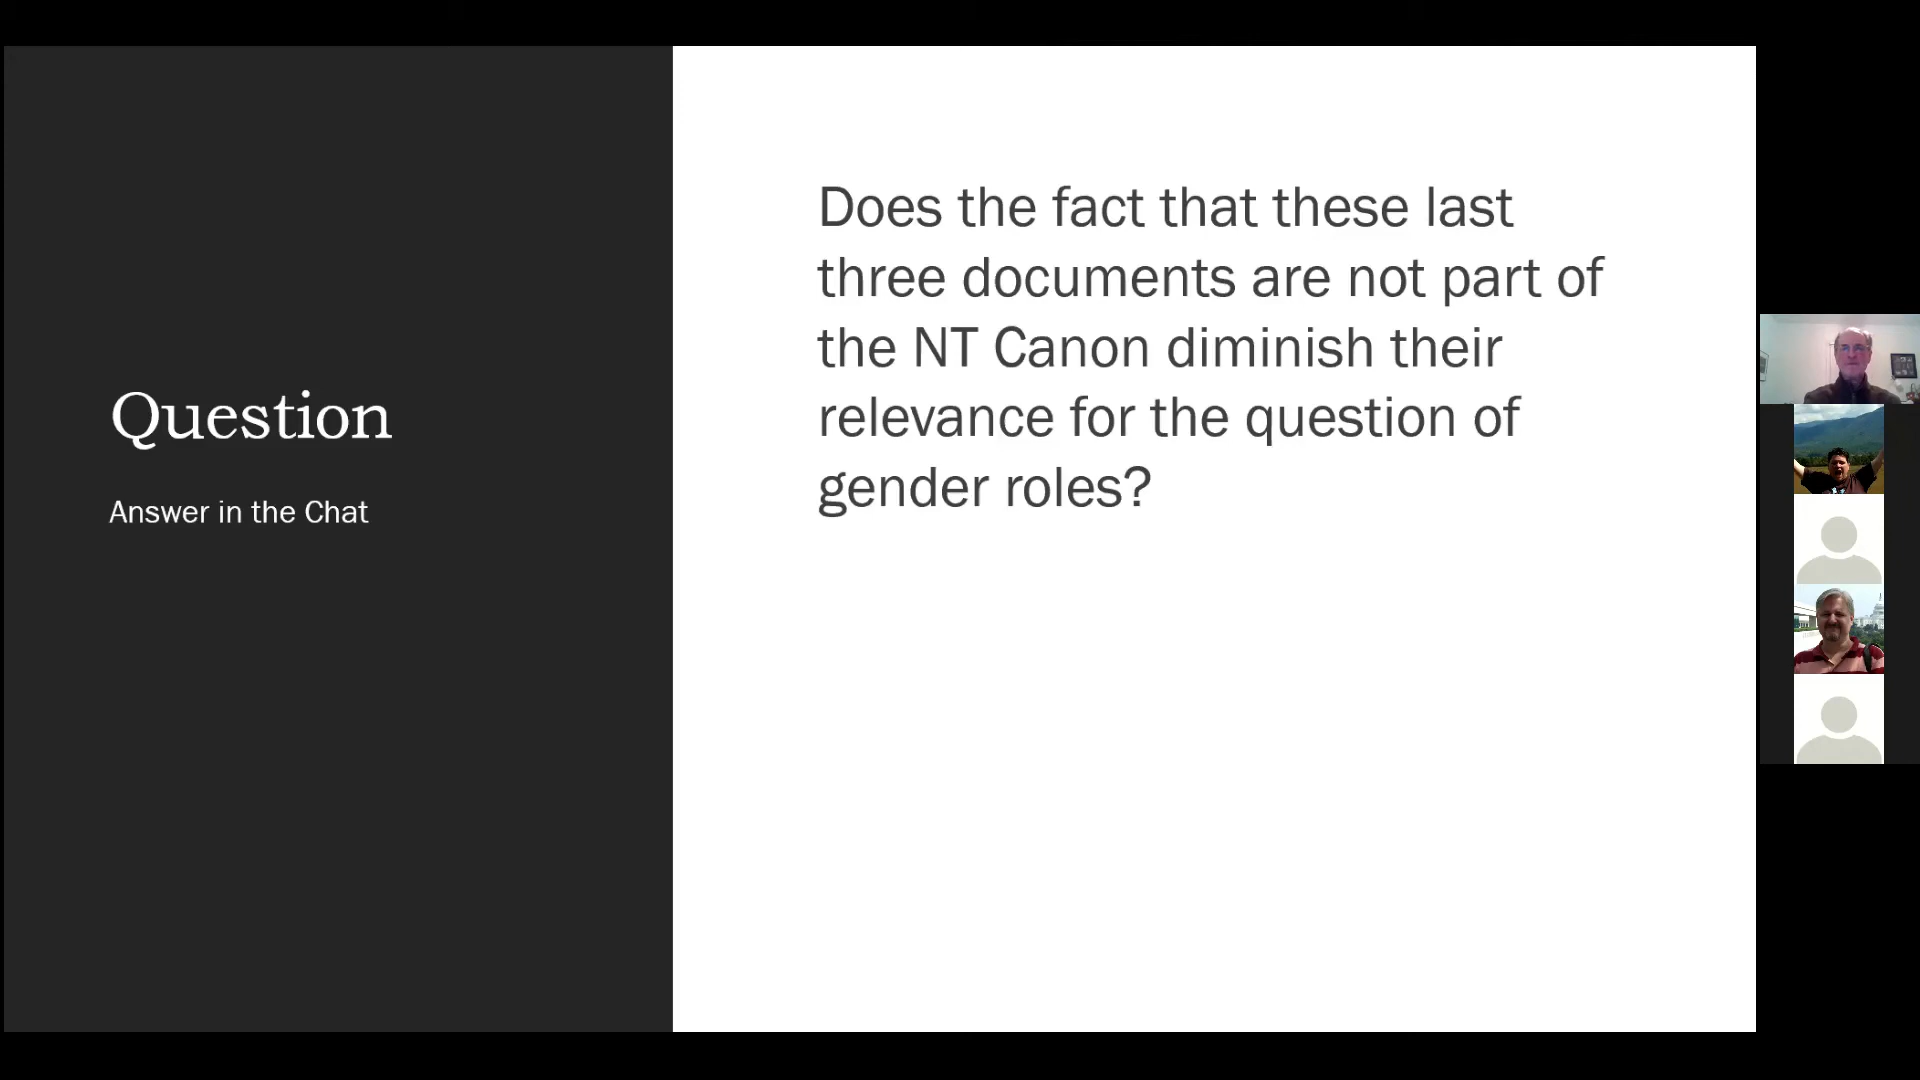 Question
Answer in the Chat
Does the fact that these last
three documents are not part of
the NT Canon diminish their
relevance for the question of
gender roles?